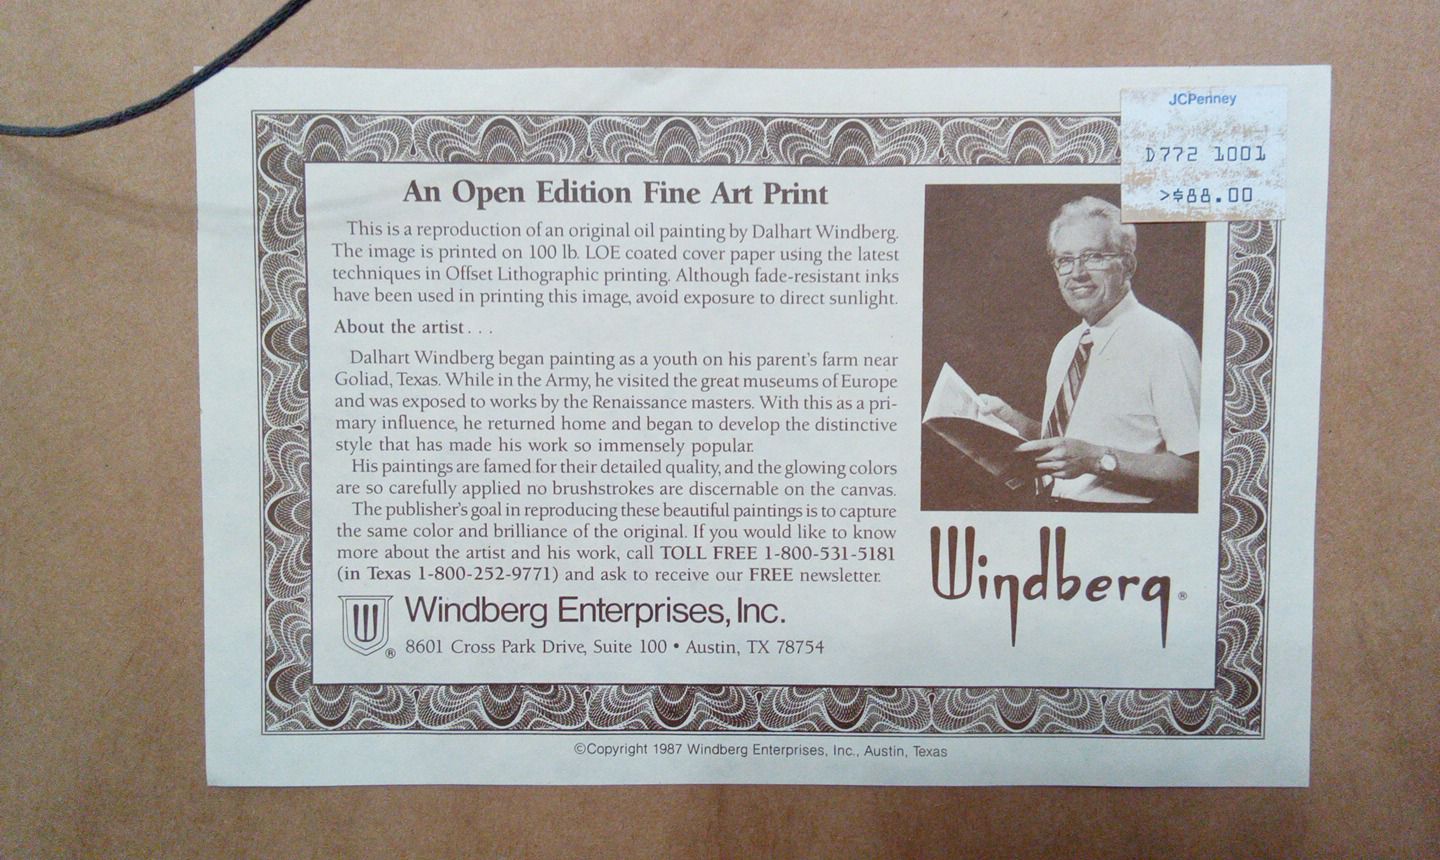 JCPenney
D772 1001
>$88.00
An Open Edition Fine Art Print
This is a reproduction of an original oil painting by Dalhart Windberg.
The image is printed on 100 lb. LOE coated cover paper using the latest
techniques in Offset Lithographic printing. Although fade-resistant inks
have been used in printing this image, avoid exposure to direct sunlight.
About the artist . . .
Dalhart Windberg began painting as a youth on his parent's farm near
Goliad, Texas. While in the Army, he visited the great museums of Europe
and was exposed to works by the Renaissance masters. With this as a pri-
mary influence, he returned home and began to develop the distinctive
style that has made his work so immensely popular.
His paintings are famed for their detailed quality, and the glowing colors
are so carefully applied no brushstrokes are discernable on the canvas.
The publisher's goal in reproducing these beautiful paintings is to capture
the same color and brilliance of the original. If you would like to know
more about the artist and his work, call TOLL FREE 1-800-531-5181
(in Texas 1-800-252-9771) and ask to receive our FREE newsletter.
W Windberg Enterprises, Inc.
® 8601 Cross Park Drive, Suite 100 • Austin, TX 78754
Windberg®
©Copyright 1987 Windberg Enterprises, Inc., Austin, Texas